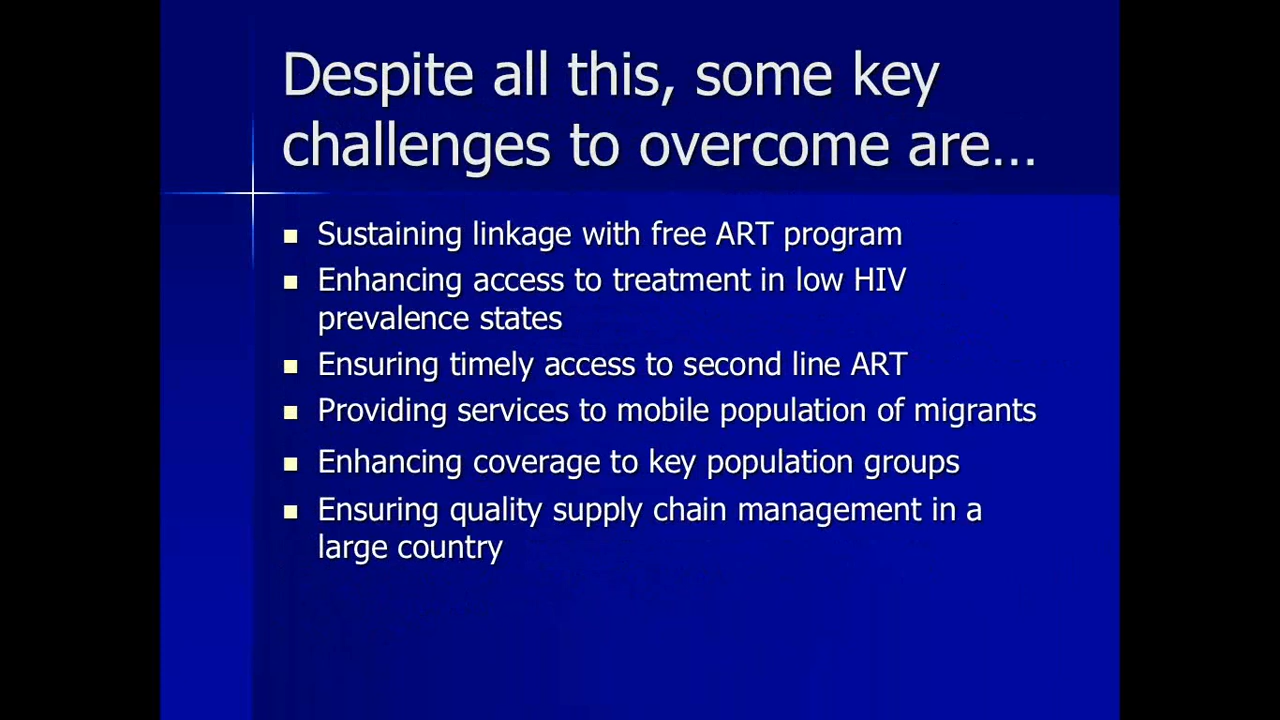 Despite all this, some key
challenges to overcome are...
Sustaining linkage with free ART program
Enhancing access to treatment in low HIV
prevalence states
Ensuring timely access to second line ART
Providing services to mobile population of migrants
Enhancing coverage to key population groups
Ensuring quality supply chain management in a
large country